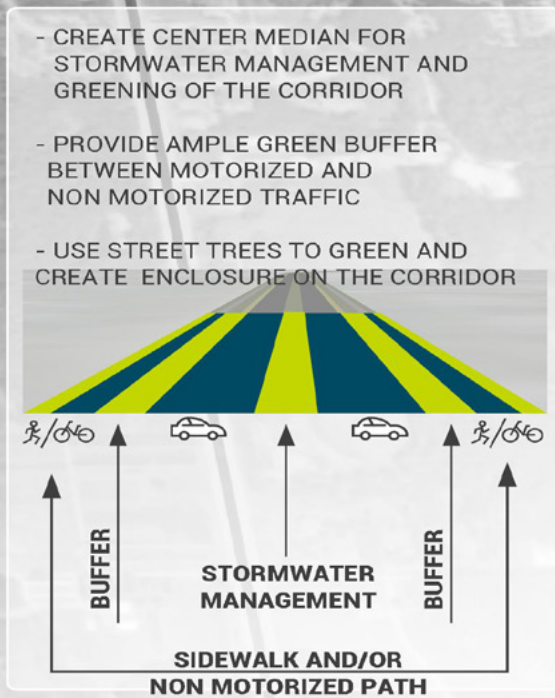 - CREATE CENTER MEDIAN FOR
STORMWATER MANAGEMENT AND
GREENING OF THE CORRIDOR
- PROVIDE AMPLE GREEN BUFFER
BETWEEN MOTORIZED AND
NON MOTORIZED TRAFFIC
- USE STREET TREES TO GREEN AND
CREATE ENCLOSURE ON THE CORRIDOR
BUFFER
STORMWATER
MANAGEMENT
BUFFER
SIDEWALK AND/OR
NON MOTORIZED PATH